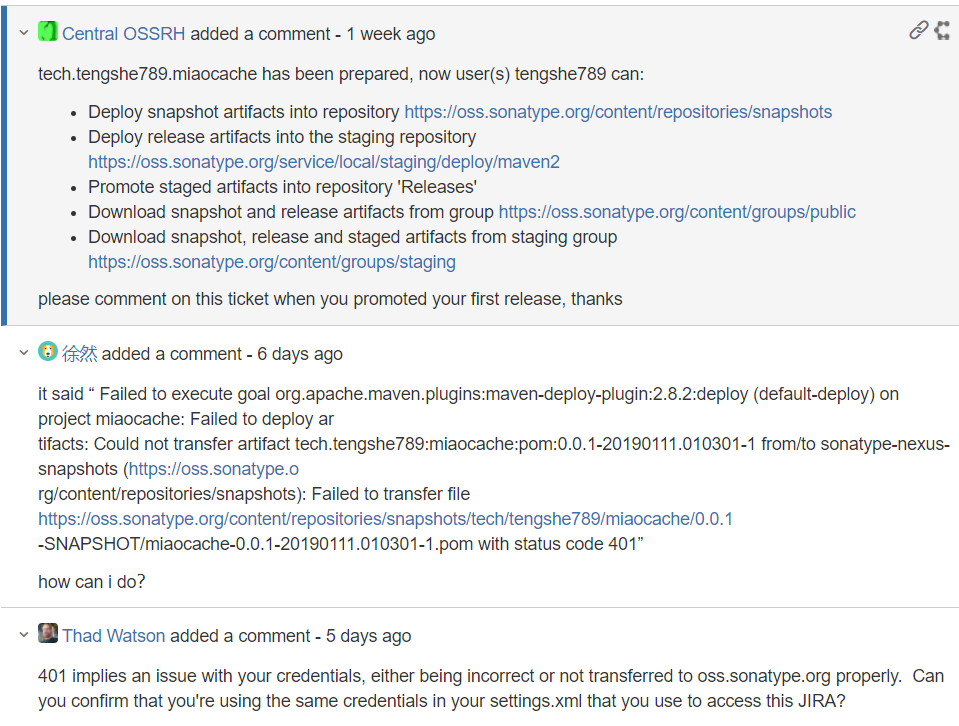 Central OSSRH added a comment - 1 week ago
tech.tengshe789.miaocache has been prepared, now user(s) tengshe789 can:
• Deploy snapshot artifacts into repository https://oss.sonatype.org/content/repositories/snapshots
• Deploy release artifacts into the staging repository
https://oss.sonatype.org/service/local/staging/deploy/maven2
• Promote staged artifacts into repository 'Releases'
• Download snapshot and release artifacts from group https://oss.sonatype.org/content/groups/public
• Download snapshot, release and staged artifacts from staging group
https://oss.sonatype.org/content/groups/staging
please comment on this ticket when you promoted your first release, thanks
徐然 added a comment - 6 days ago
it said “ Failed to execute goal org.apache.maven.plugins:maven-deploy-plugin:2.8.2:deploy (default-deploy) on
project miaocache: Failed to deploy ar
tifacts: Could not transfer artifact tech.tengshe789:miaocache:pom:0.0.1-20190111.010301-1 from/to sonatype-nexus-
snapshots (https://oss.sonatype.o
rg/content/repositories/snapshots): Failed to transfer file
https://oss.sonatype.org/content/repositories/snapshots/tech/tengshe789/miaocache/0.0.1
-SNAPSHOT/miaocache-0.0.1-20190111.010301-1.pom with status code 401”
how can i do?
Thad Watson added a comment - 5 days ago
401 implies an issue with your credentials, either being incorrect or not transferred to oss.sonatype.org properly.  Can
you confirm that you're using the same credentials in your settings.xml that you use to access this JIRA?